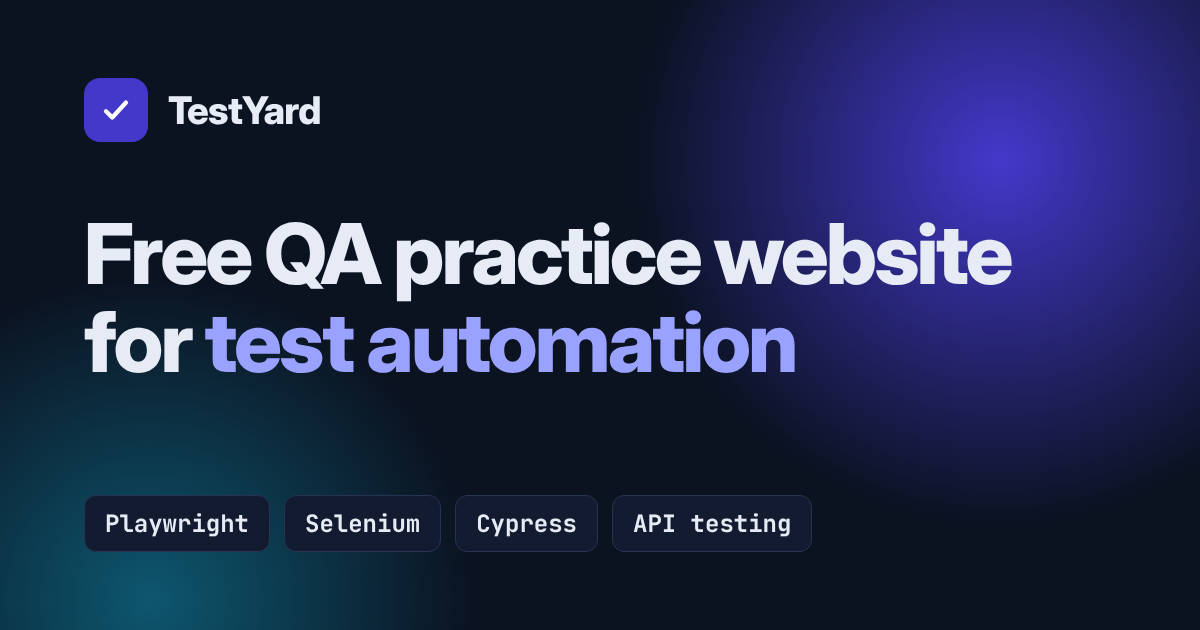 TestYard
Free QA practice website
for test automation
Playwright
Selenium
Cypress
API testing